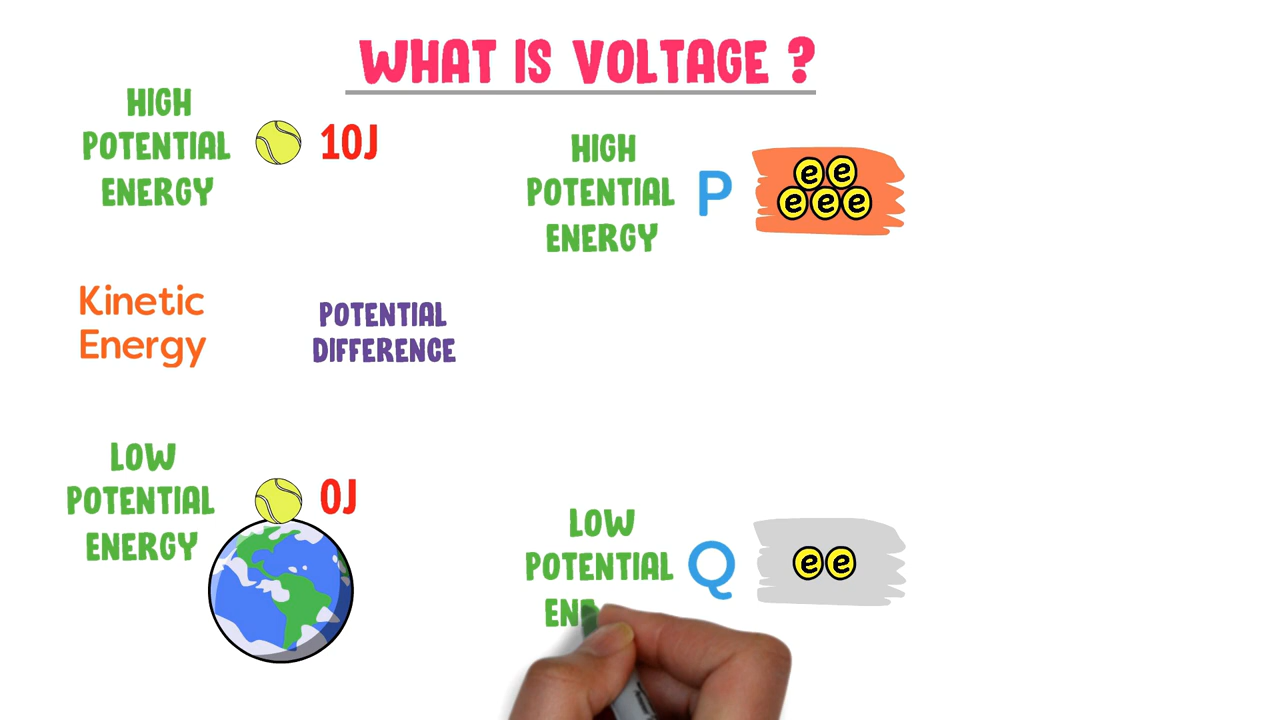 WHAT IS VOLTAGE ?
HIGH
POTENTIAL
ENERGY
10J
Kinetic
Energy
POTENTIAL
DIFFERENCE
LOW
POTENTIAL
ENERGY
0J
HIGH
POTENTIAL
ENERGY
P
e e
e e e
LOW
POTENTIAL
EN
Q
e e